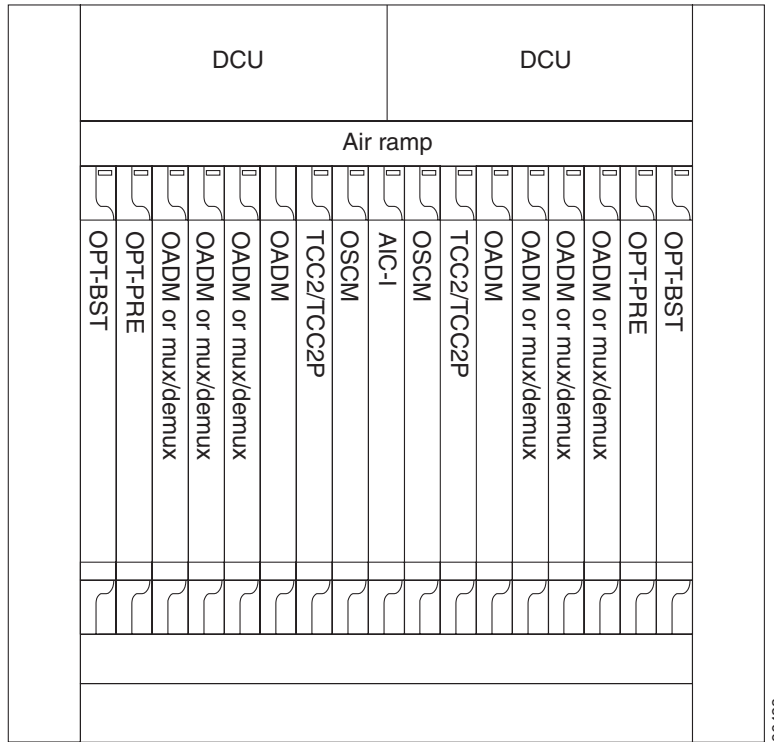 DCU
DCU
Air ramp
OPT-BST
OPT-PRE
OADM or mux/demux
OADM or mux/demux
OADM or mux/demux
OADM
TCC2/TCC2P
OSCM
AIC-I
OSCM
TCC2/TCC2P
OADM
OADM or mux/demux
OADM or mux/demux
OADM or mux/demux
OPT-PRE
OPT-BST